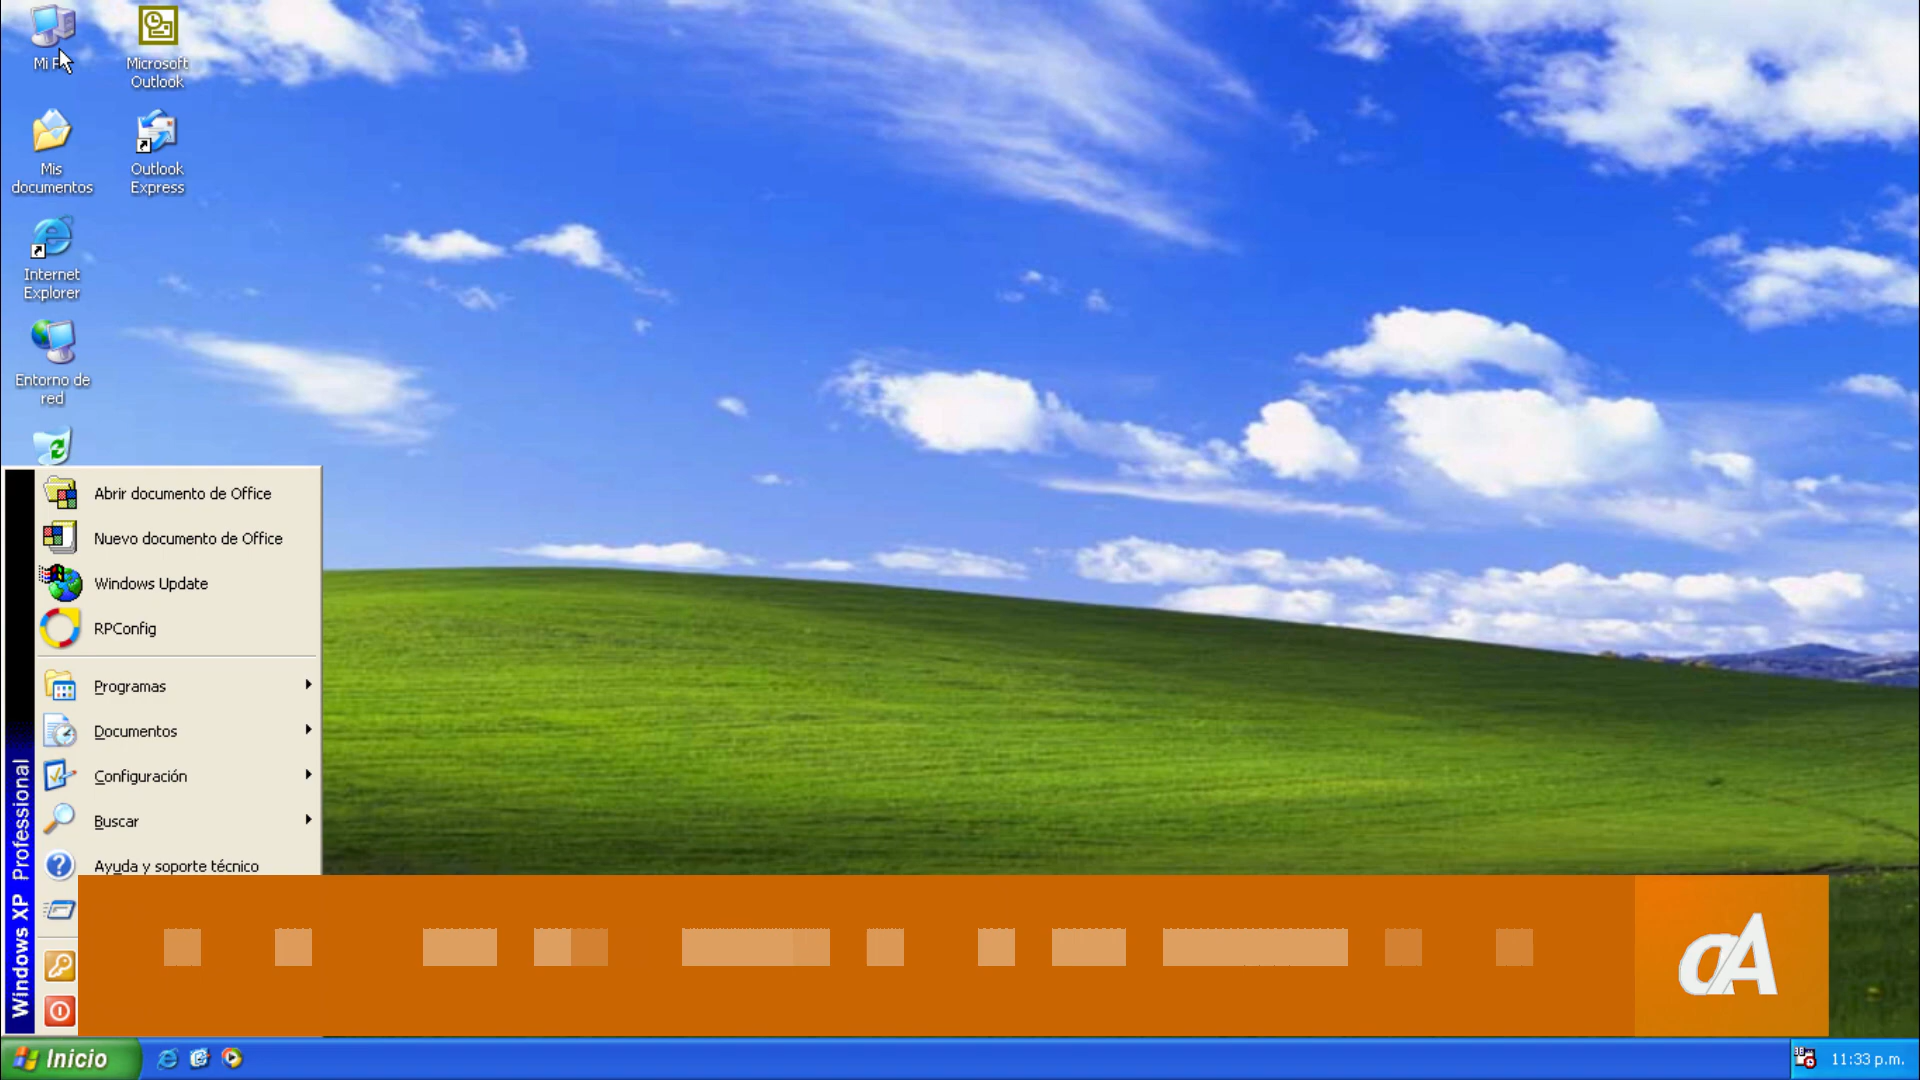 Mi P
Microsoft
Outlook
Mis
documentos
Outlook
Express
Internet
Explorer
Entorno de
red
Abrir documento de Office
Nuevo documento de Office
Windows Update
RPConfig
Programas
Documentos
Configuración
Buscar
Ayuda y soporte técnico
Windows XP Professional
Inicio
11:33 p.m.